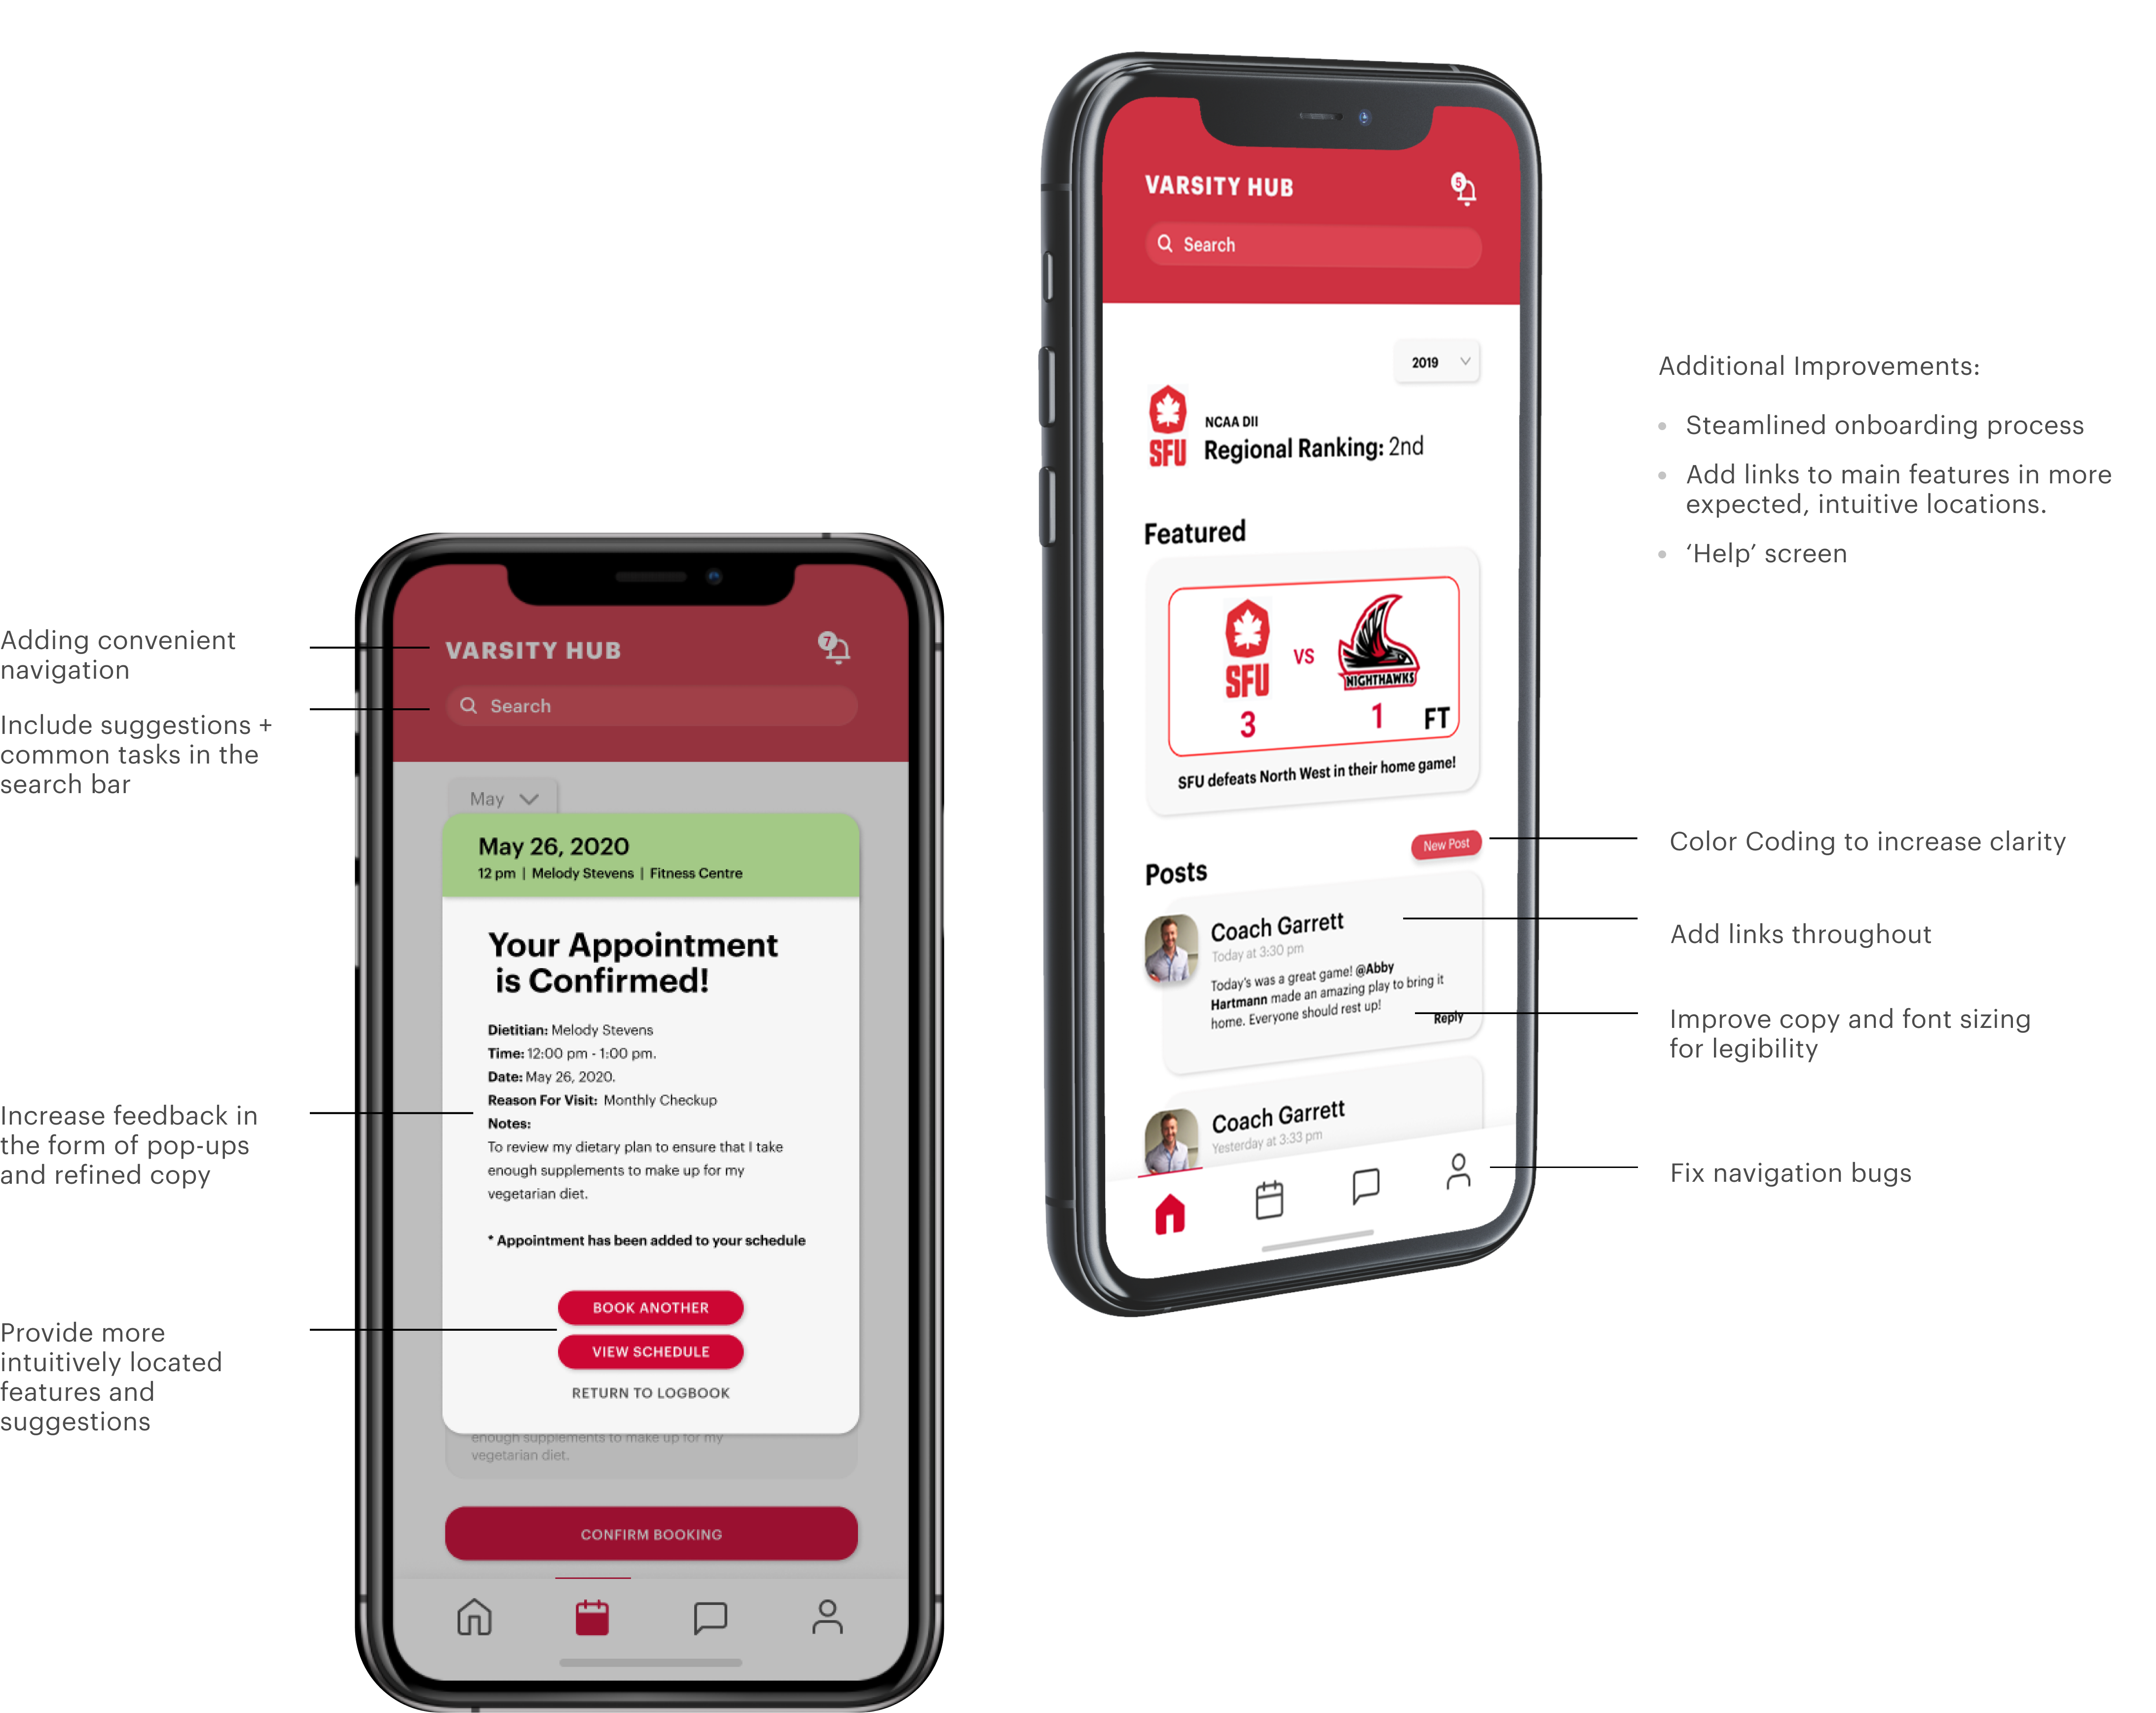 Adding convenient
navigation
Include suggestions +
common tasks in the
search bar
Increase feedback in
the form of pop-ups
and refined copy
Provide more
intuitively located
features and
suggestions
VARSITY HUB
7
Search
May
May 26, 2020
12 pm | Melody Stevens | Fitness Centre
Your Appointment
is Confirmed!
Dietitian: Melody Stevens
Time: 12:00 pm - 1:00 pm.
Date: May 26, 2020.
Reason For Visit: Monthly Checkup
Notes:
To review my dietary plan to ensure that I take
enough supplements to make up for my
vegetarian diet.
* Appointment has been added to your schedule
BOOK ANOTHER
VIEW SCHEDULE
RETURN TO LOGBOOK
enough supplements to make up for my
vegetarian diet.
CONFIRM BOOKING
VARSITY HUB
5
Search
2019
SFU
NCAA DII
Regional Ranking: 2nd
Featured
SFU
VS
NIGHTHAWKS
3
1
FT
SFU defeats North West in their home game!
New Post
Posts
Coach Garrett
Today at 3:30 pm
Today's was a great game! @Abby
Hartmann made an amazing play to bring it
home. Everyone should rest up!
Reply
Coach Garrett
Yesterday at 3:33 pm
Additional Improvements:
• Steamlined onboarding process
• Add links to main features in more
expected, intuitive locations.
• ‘Help’ screen
Color Coding to increase clarity
Add links throughout
Improve copy and font sizing
for legibility
Fix navigation bugs